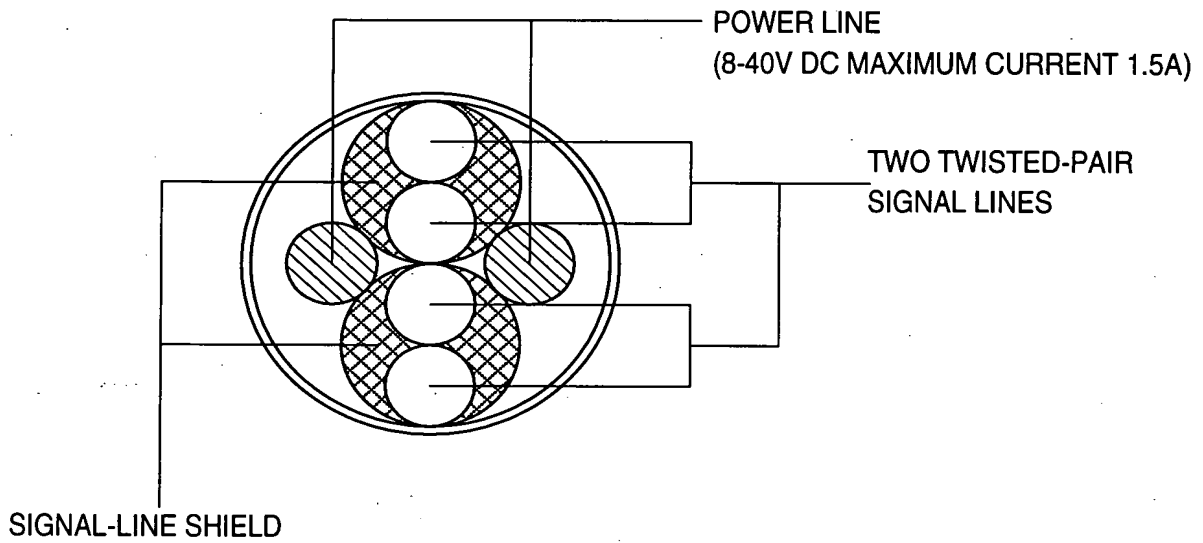 POWER LINE
(8-40V DC MAXIMUM CURRENT 1.5A)
TWO TWISTED-PAIR
SIGNAL LINES
SIGNAL-LINE SHIELD